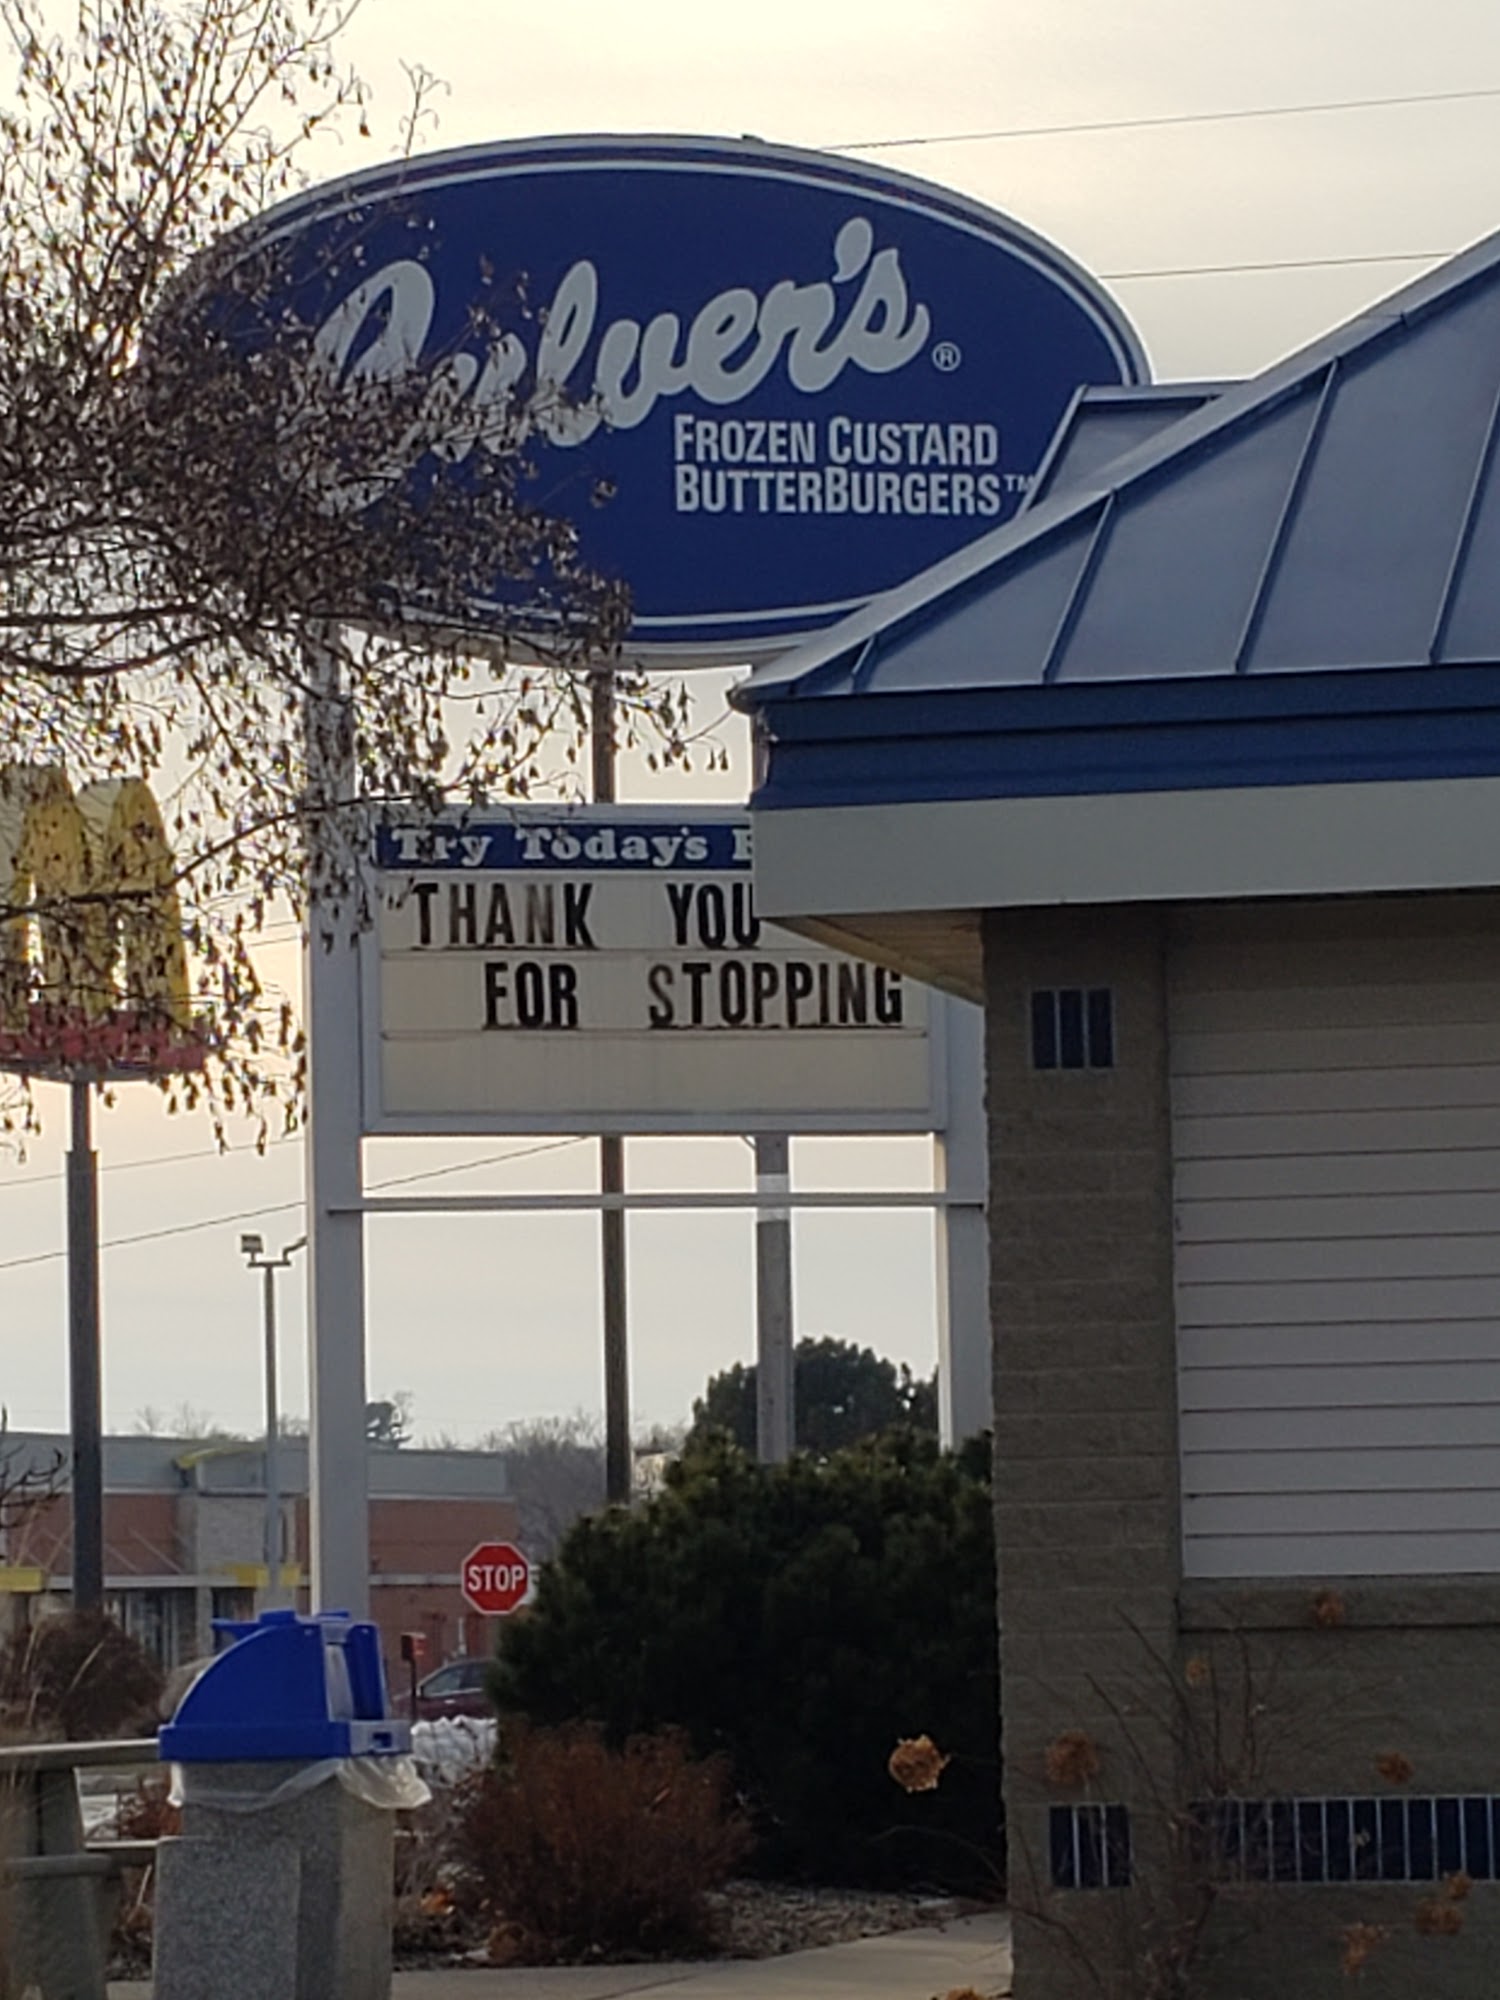 Culver's®
FROZEN CUSTARD
BUTTERBURGERS™
Try Today's
THANK YOU
FOR STOPPING
STOP